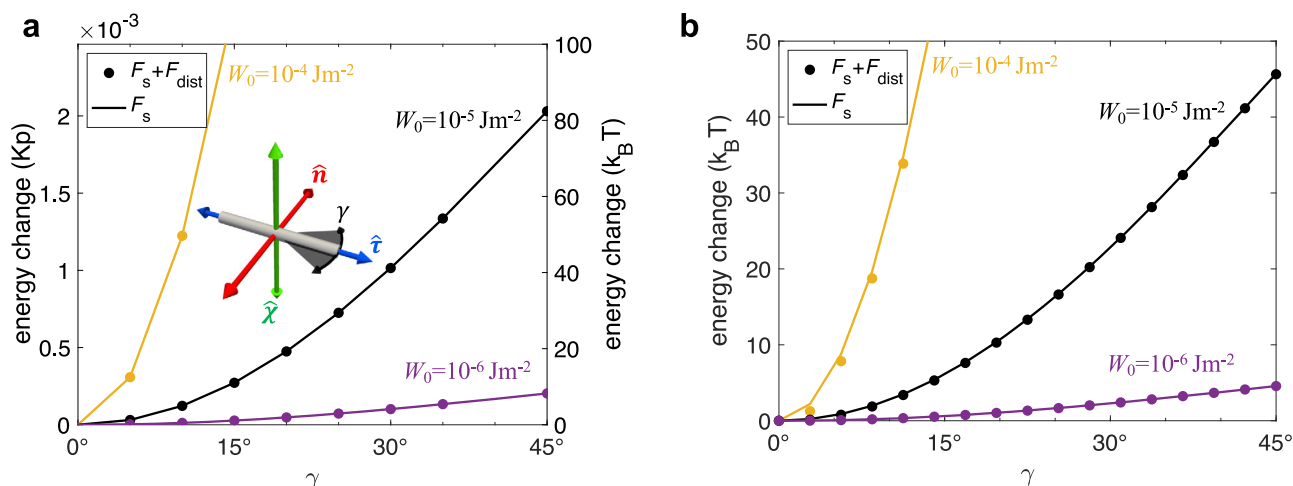 a
×10⁻³
energy change (Kp)
2
1.5
1
0.5
0
F_s+F_dist
F_s
W₀=10⁻⁴ Jm⁻²
W₀=10⁻⁵ Jm⁻²
W₀=10⁻⁶ Jm⁻²
n̂
γ
τ̂
χ̂
100
80
60
40
20
0
energy change (k_BT)
0°
15°
30°
45°
γ
b
energy change (k_BT)
50
40
30
20
10
0
F_s+F_dist
F_s
W₀=10⁻⁴ Jm⁻²
W₀=10⁻⁵ Jm⁻²
W₀=10⁻⁶ Jm⁻²
0°
15°
30°
45°
γ